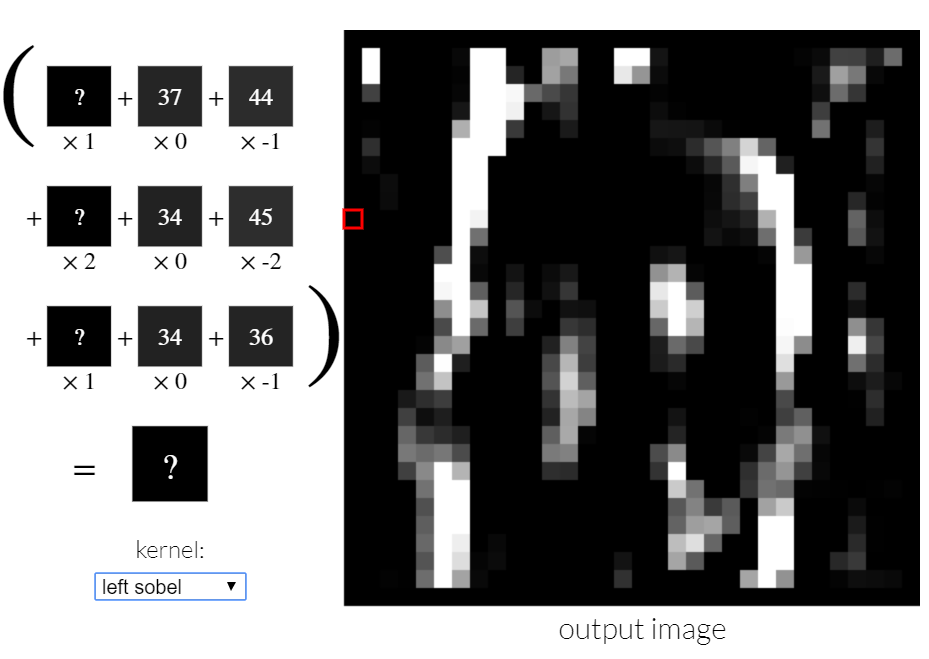 ( ? + 37 + 44
× 1 × 0 × -1
+ ? + 34 + 45
× 2 × 0 × -2
+ ? + 34 + 36 )
× 1 × 0 × -1
= ?
kernel:
left sobel ▼
output image